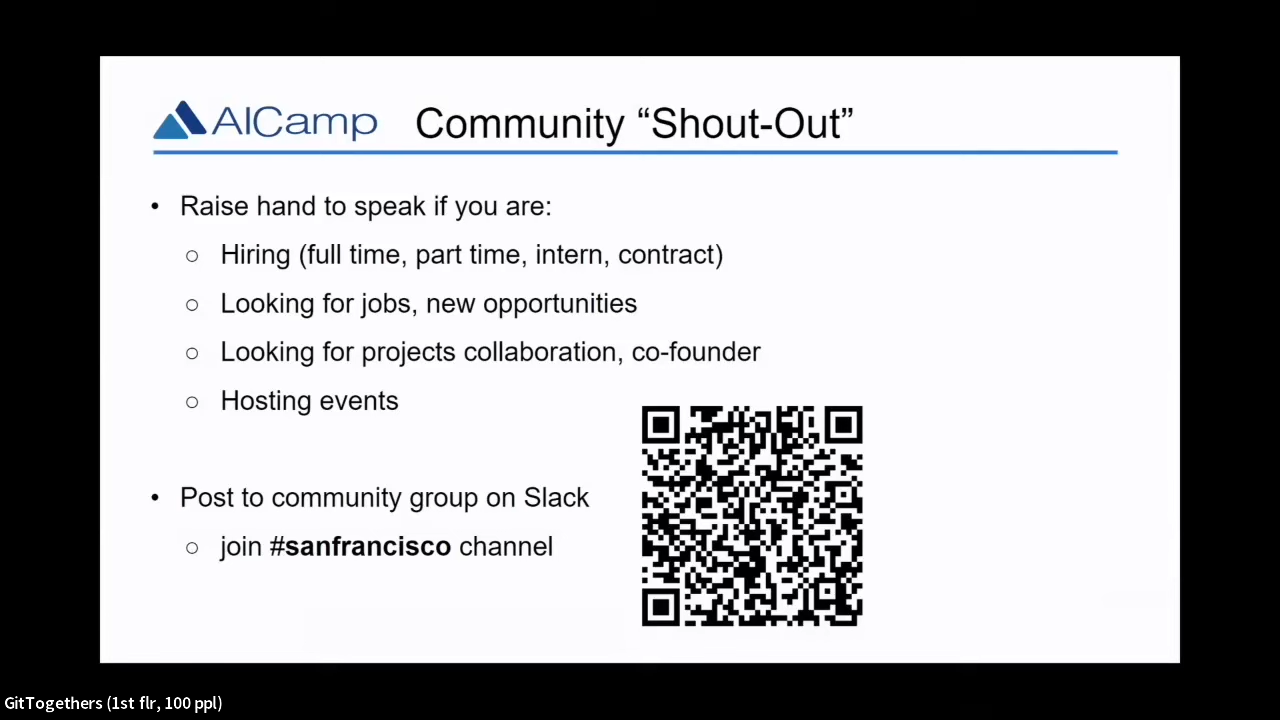 AICamp
Community “Shout-Out”
• Raise hand to speak if you are:
○ Hiring (full time, part time, intern, contract)
○ Looking for jobs, new opportunities
○ Looking for projects collaboration, co-founder
○ Hosting events
• Post to community group on Slack
○ join #sanfrancisco channel
GitTogethers (1st flr, 100 ppl)